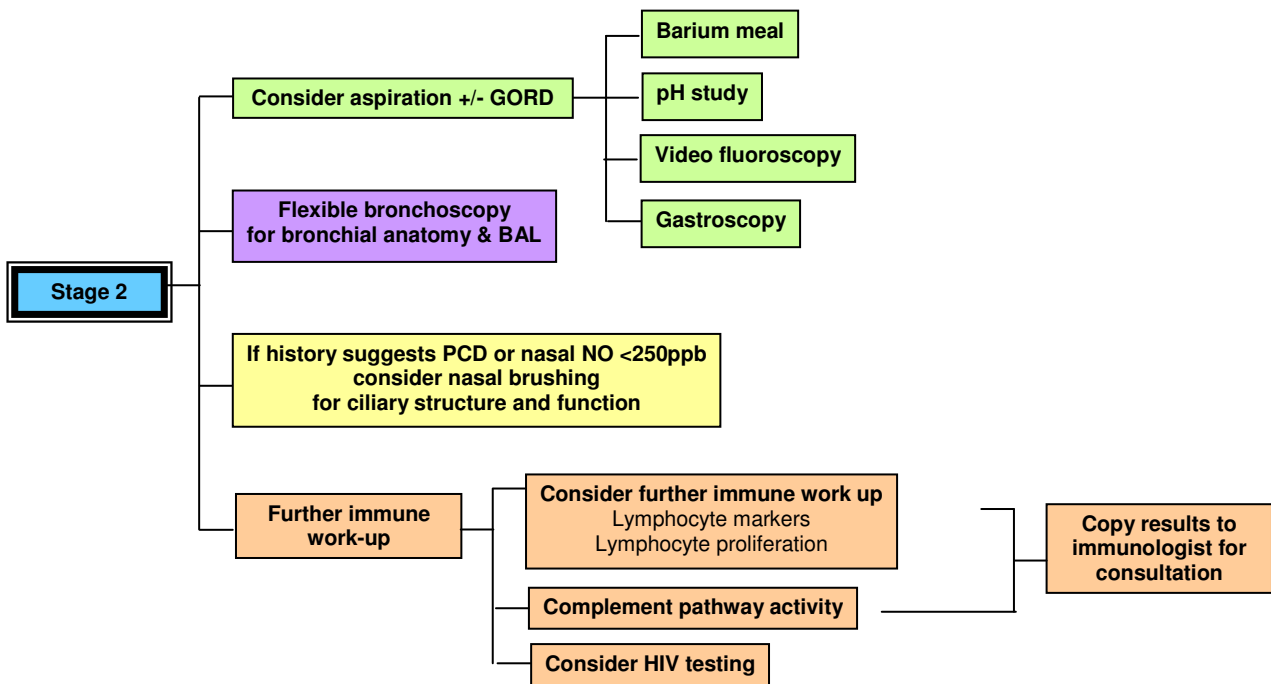 Stage 2
Consider aspiration +/- GORD
Barium meal
pH study
Video fluoroscopy
Gastroscopy
Flexible bronchoscopy
for bronchial anatomy & BAL
If history suggests PCD or nasal NO <250ppb
consider nasal brushing
for ciliary structure and function
Further immune
work-up
Consider further immune work up
Lymphocyte markers
Lymphocyte proliferation
Complement pathway activity
Consider HIV testing
Copy results to
immunologist for
consultation